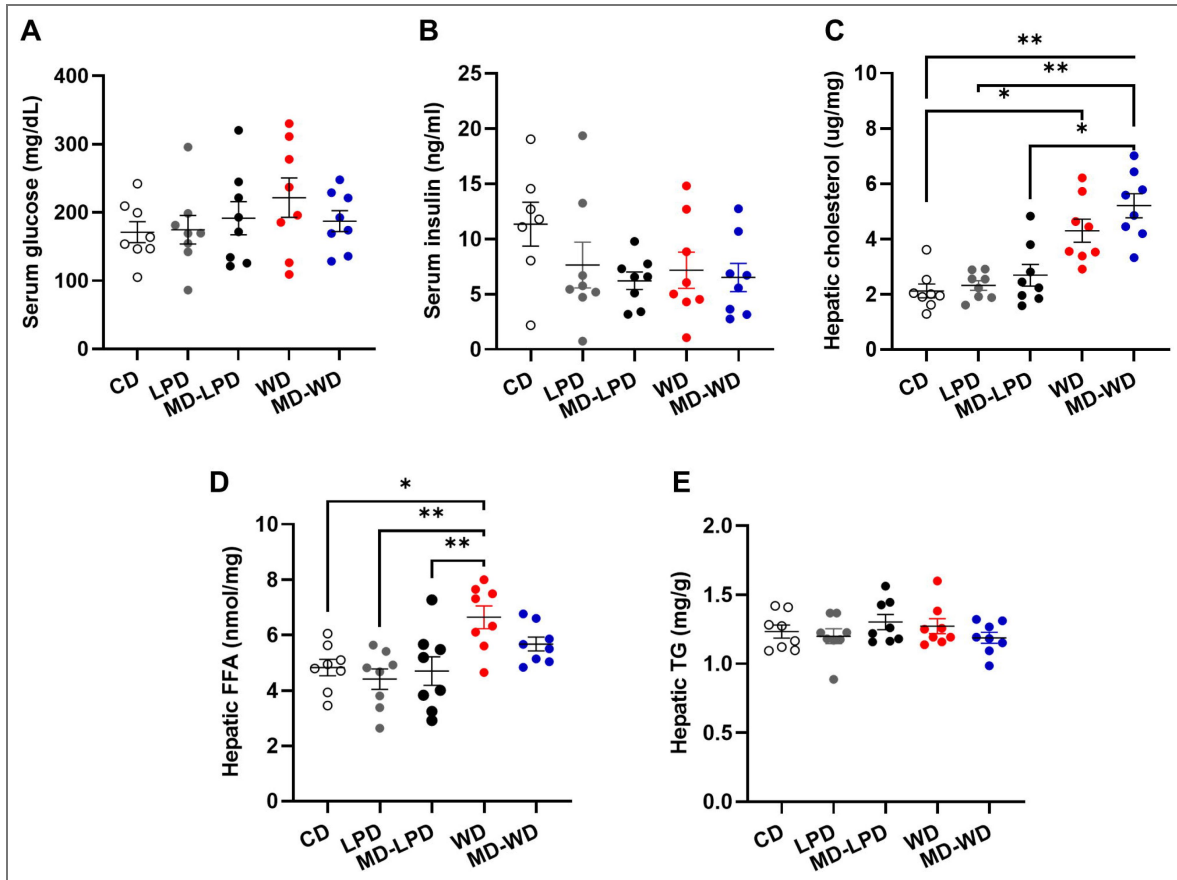 A
Serum glucose (mg/dL)
400
300
200
100
0
CD
LPD
MD-LPD
WD
MD-WD
B
Serum insulin (ng/ml)
25
20
15
10
5
0
CD
LPD
MD-LPD
WD
MD-WD
C
Hepatic cholesterol (ug/mg)
10
8
6
4
2
0
**
**
*
*
CD
LPD
MD-LPD
WD
MD-WD
D
Hepatic FFA (nmol/mg)
10
8
6
4
2
0
*
**
**
CD
LPD
MD-LPD
WD
MD-WD
E
Hepatic TG (mg/g)
2.0
1.5
1.0
0.5
0.0
CD
LPD
MD-LPD
WD
MD-WD